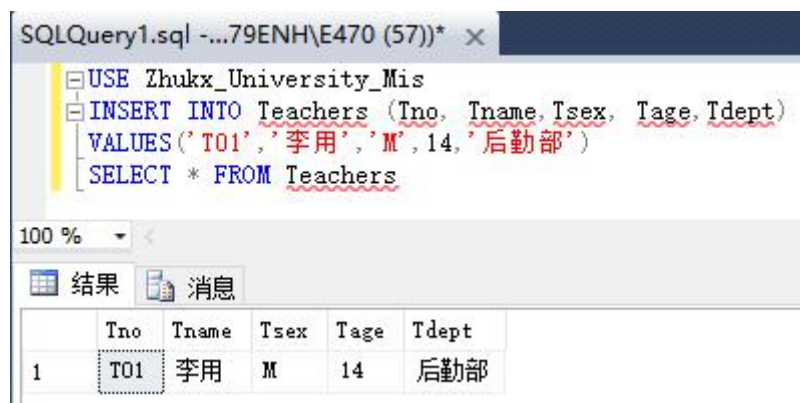 SQLQuery1.sql -...79ENH\E470 (57))* ×
USE Zhukx_University_Mis
INSERT INTO Teachers (Tno, Tname,Tsex, Tage,Tdept)
VALUES('T01','李用','M',14,'后勤部')
SELECT * FROM Teachers
100 %
结果 消息
Tno Tname Tsex Tage Tdept
1 T01 李用 M 14 后勤部